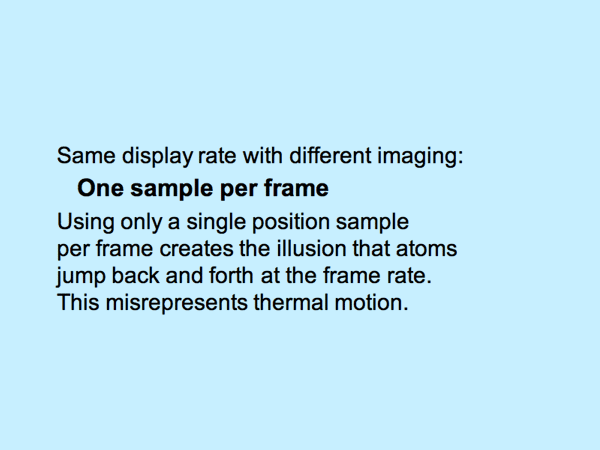 Same display rate with different imaging:
One sample per frame
Using only a single position sample
per frame creates the illusion that atoms
jump back and forth at the frame rate.
This misrepresents thermal motion.